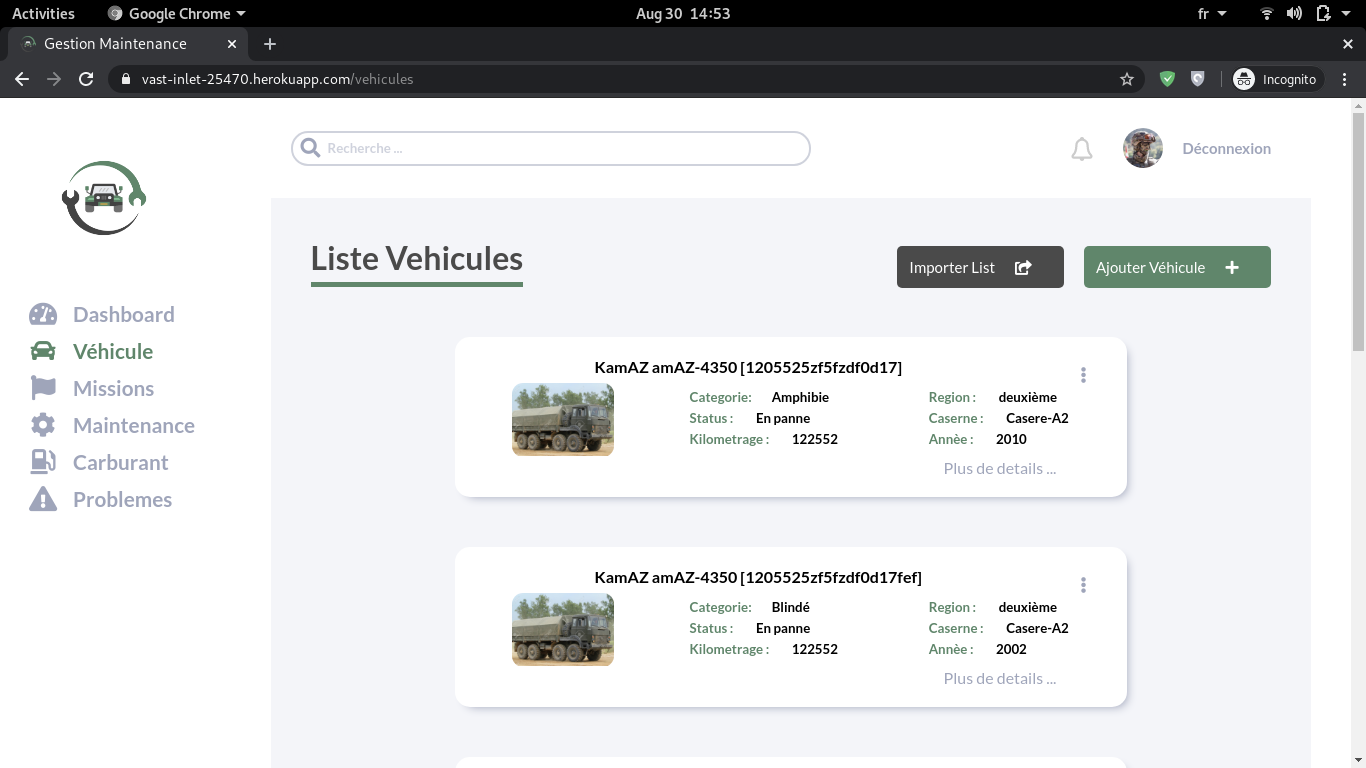 Activities Google Chrome Aug 30 14:53 fr
Gestion Maintenance
vast-inlet-25470.herokuapp.com/vehicules Incognito
Recherche ... Déconnexion
Dashboard
Véhicule
Missions
Maintenance
Carburant
Problemes
Liste Vehicules Importer List Ajouter Véhicule
KamAZ amAZ-4350 [1205525zf5fzdf0d17]
Categorie: Amphibie Region : deuxième
Status : En panne Caserne : Casere-A2
Kilometrage : 122552 Annèe : 2010
Plus de details ...
KamAZ amAZ-4350 [1205525zf5fzdf0d17fef]
Categorie: Blindé Region : deuxième
Status : En panne Caserne : Casere-A2
Kilometrage : 122552 Annèe : 2002
Plus de details ...